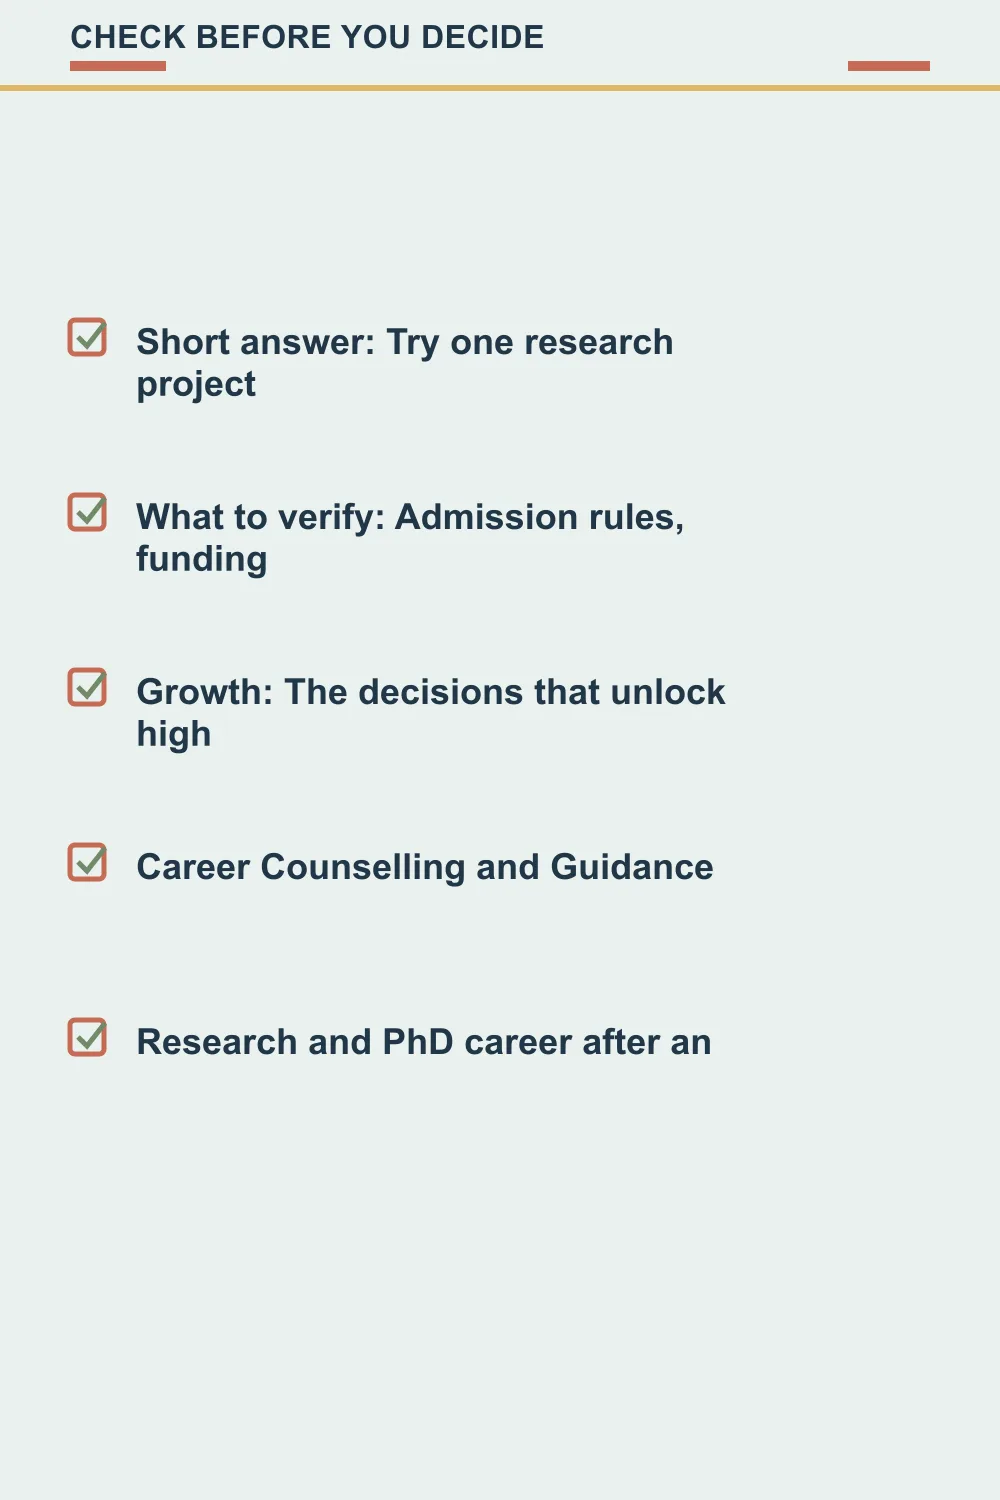 CHECK BEFORE YOU DECIDE
Short answer: Try one research
project
What to verify: Admission rules,
funding
Growth: The decisions that unlock
high
Career Counselling and Guidance
Research and PhD career after an